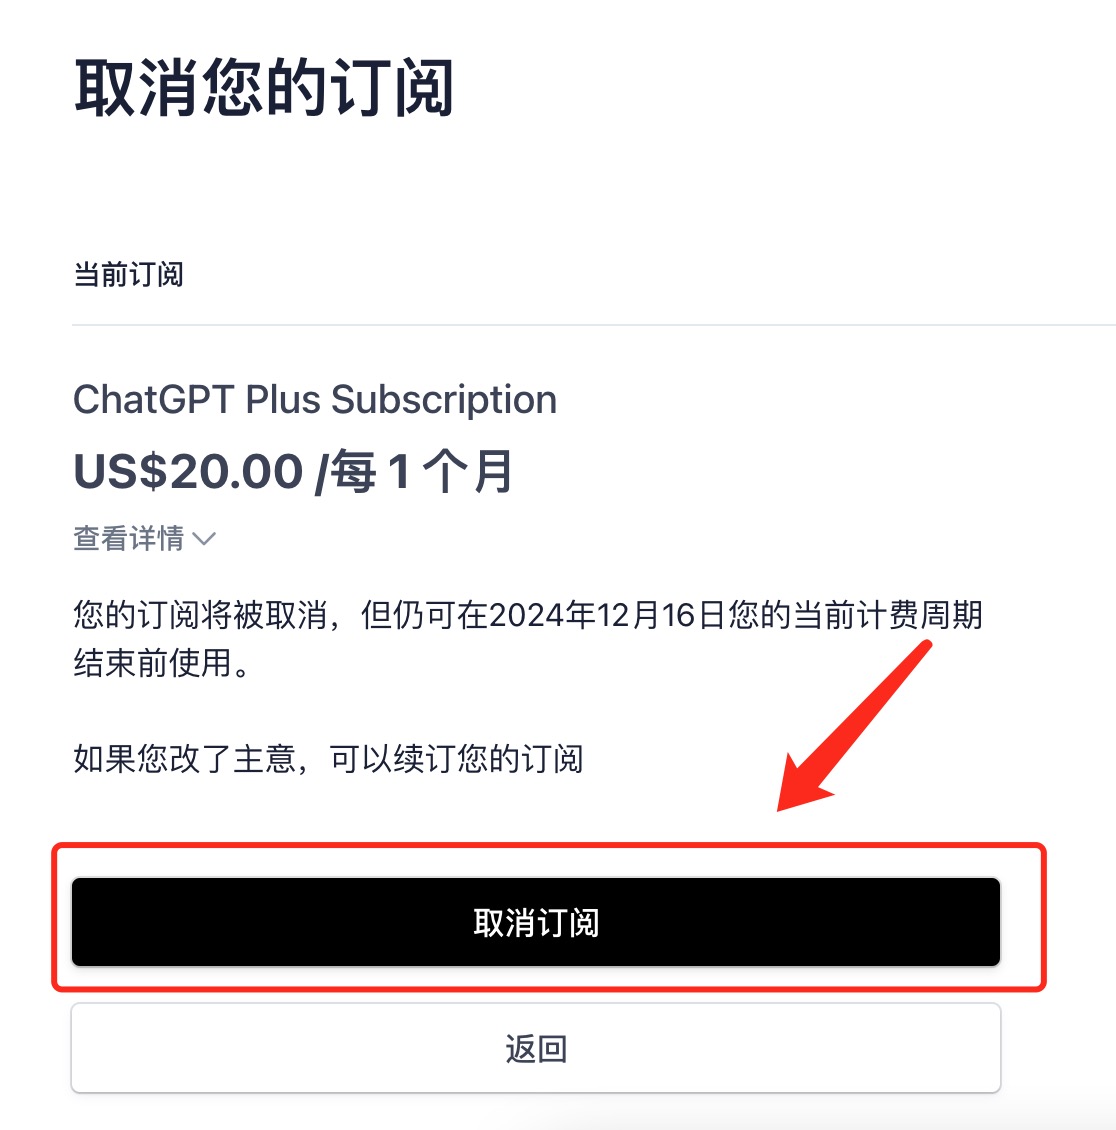 取消您的订阅
当前订阅
ChatGPT Plus Subscription
US$20.00 /每 1 个月
查看详情
您的订阅将被取消，但仍可在2024年12月16日您的当前计费周期
结束前使用。
如果您改了主意，可以续订您的订阅
取消订阅
返回